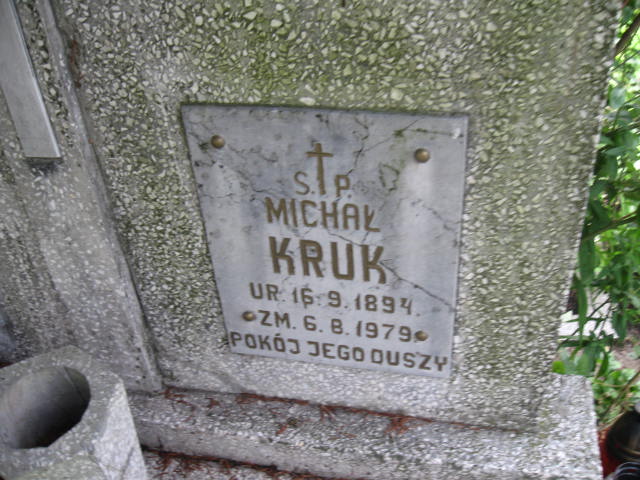 S. P.
MICHAŁ
KRUK
UR. 16. 9. 1894.
ZM. 6. 8. 1979.
POKÓJ JEGO DUSZY